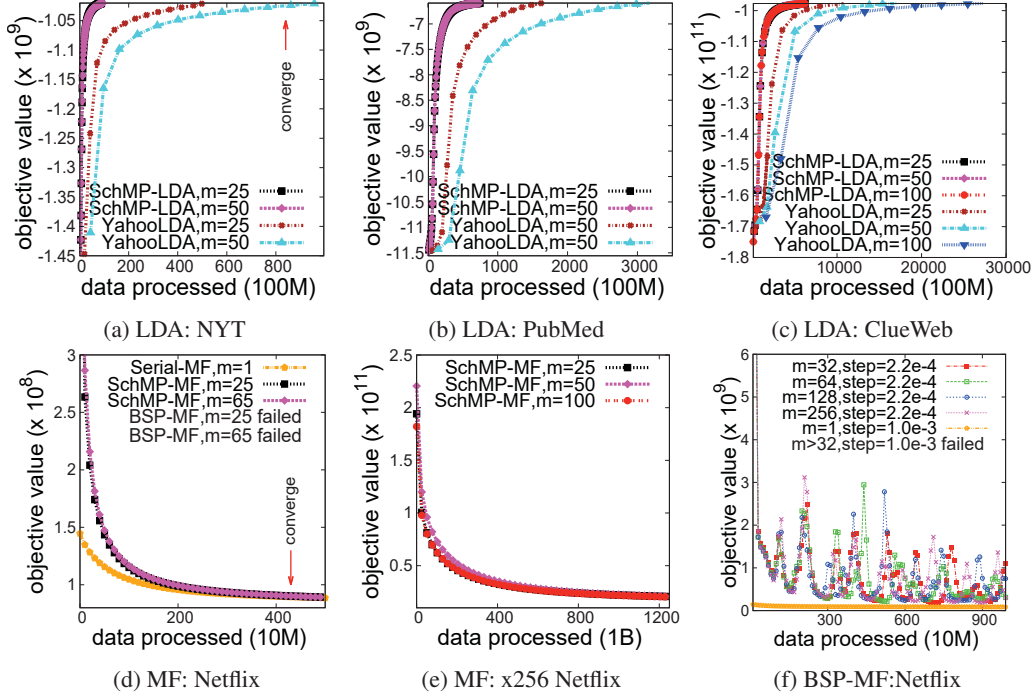 objective value (x 10^9)
-1.05
-1.1
-1.15
-1.2
-1.25
-1.3
-1.35
-1.4
-1.45
converge
SchMP-LDA,m=25
SchMP-LDA,m=50
YahooLDA,m=25
YahooLDA,m=50
0 200 400 600 800
data processed (100M)
(a) LDA: NYT
objective value (x 10^9)
-7
-7.5
-8
-8.5
-9
-9.5
-10
-10.5
-11
-11.5
SchMP-LDA,m=25
SchMP-LDA,m=50
YahooLDA,m=25
YahooLDA,m=50
0 1000 2000 3000
data processed (100M)
(b) LDA: PubMed
objective value (x 10^11)
-1
-1.1
-1.2
-1.3
-1.4
-1.5
-1.6
-1.7
-1.8
SchMP-LDA,m=25
SchMP-LDA,m=50
SchMP-LDA,m=100
YahooLDA,m=25
YahooLDA,m=50
YahooLDA,m=100
10000 20000 30000
data processed (100M)
(c) LDA: ClueWeb
objective value (x 10^8)
3
2.5
2
1.5
1
Serial-MF,m=1
SchMP-MF,m=25
SchMP-MF,m=65
BSP-MF,m=25 failed
BSP-MF,m=65 failed
converge
0 200 400
data processed (10M)
(d) MF: Netflix
objective value (x 10^11)
2.5
2
1.5
1
0.5
SchMP-MF,m=25
SchMP-MF,m=50
SchMP-MF,m=100
0 400 800 1200
data processed (1B)
(e) MF: x256 Netflix
objective value (x 10^9)
6
5
4
3
2
1
0
m=32,step=2.2e-4
m=64,step=2.2e-4
m=128,step=2.2e-4
m=256,step=2.2e-4
m=1,step=1.0e-3
m>32,step=1.0e-3 failed
300 600 900
data processed (10M)
(f) BSP-MF:Netflix